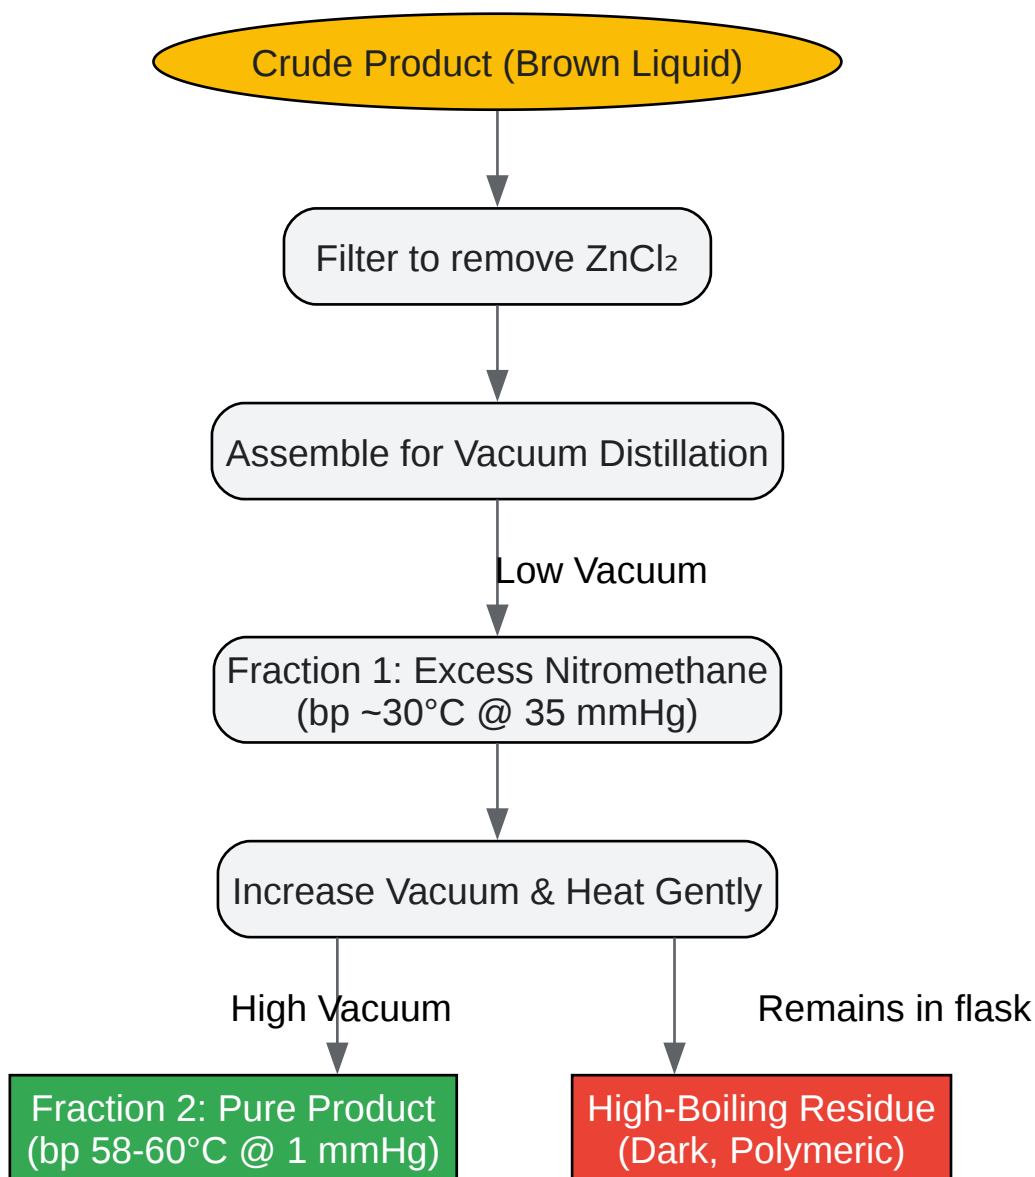 Crude Product (Brown Liquid)
Filter to remove ZnCl₂
Assemble for Vacuum Distillation
Low Vacuum
Fraction 1: Excess Nitromethane
(bp ~30°C @ 35 mmHg)
Increase Vacuum & Heat Gently
High Vacuum
Remains in flask
Fraction 2: Pure Product
(bp 58-60°C @ 1 mmHg)
High-Boiling Residue
(Dark, Polymeric)